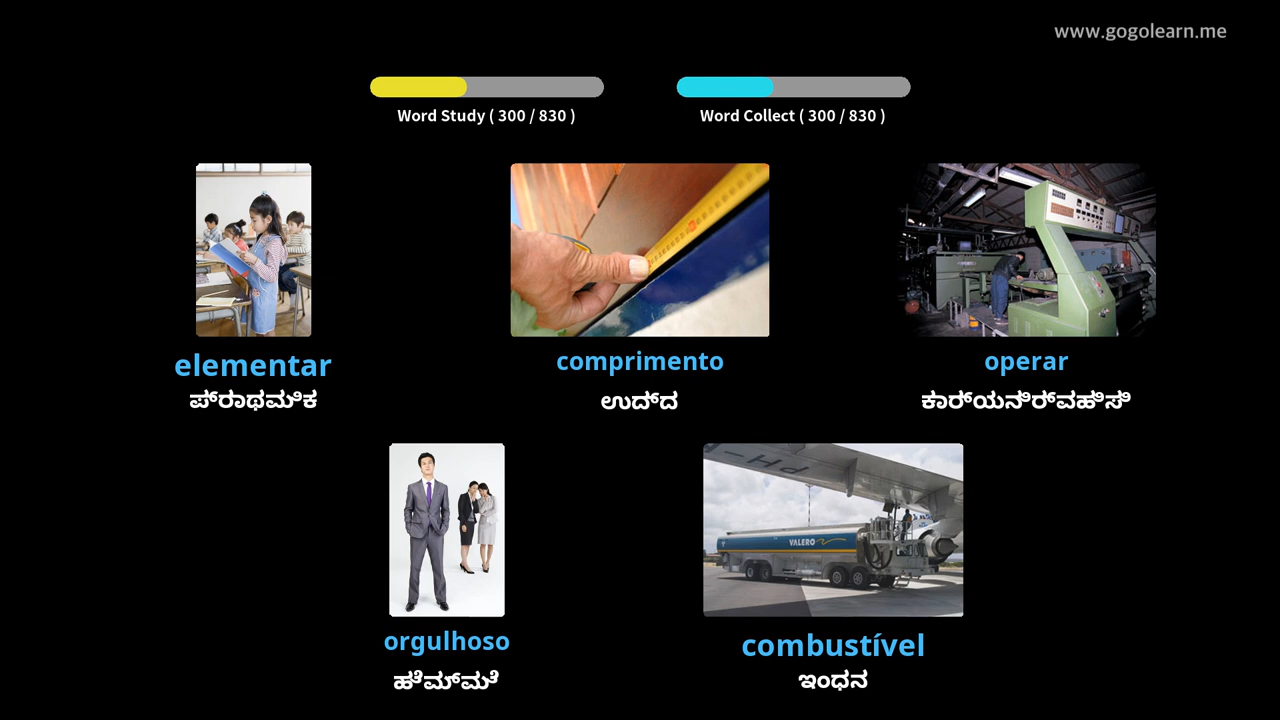 www.gogolearn.me
Word Study ( 300 / 830 )
Word Collect ( 300 / 830 )
elementar
ಪ್ರಾಥಮಿಕ
comprimento
ಉದ್ದ
operar
ಕಾರ್ಯನಿರ್ವಹಿಸಿ
orgulhoso
ಹೆಮ್ಮೆ
VALERO
combustível
ಇಂಧನ